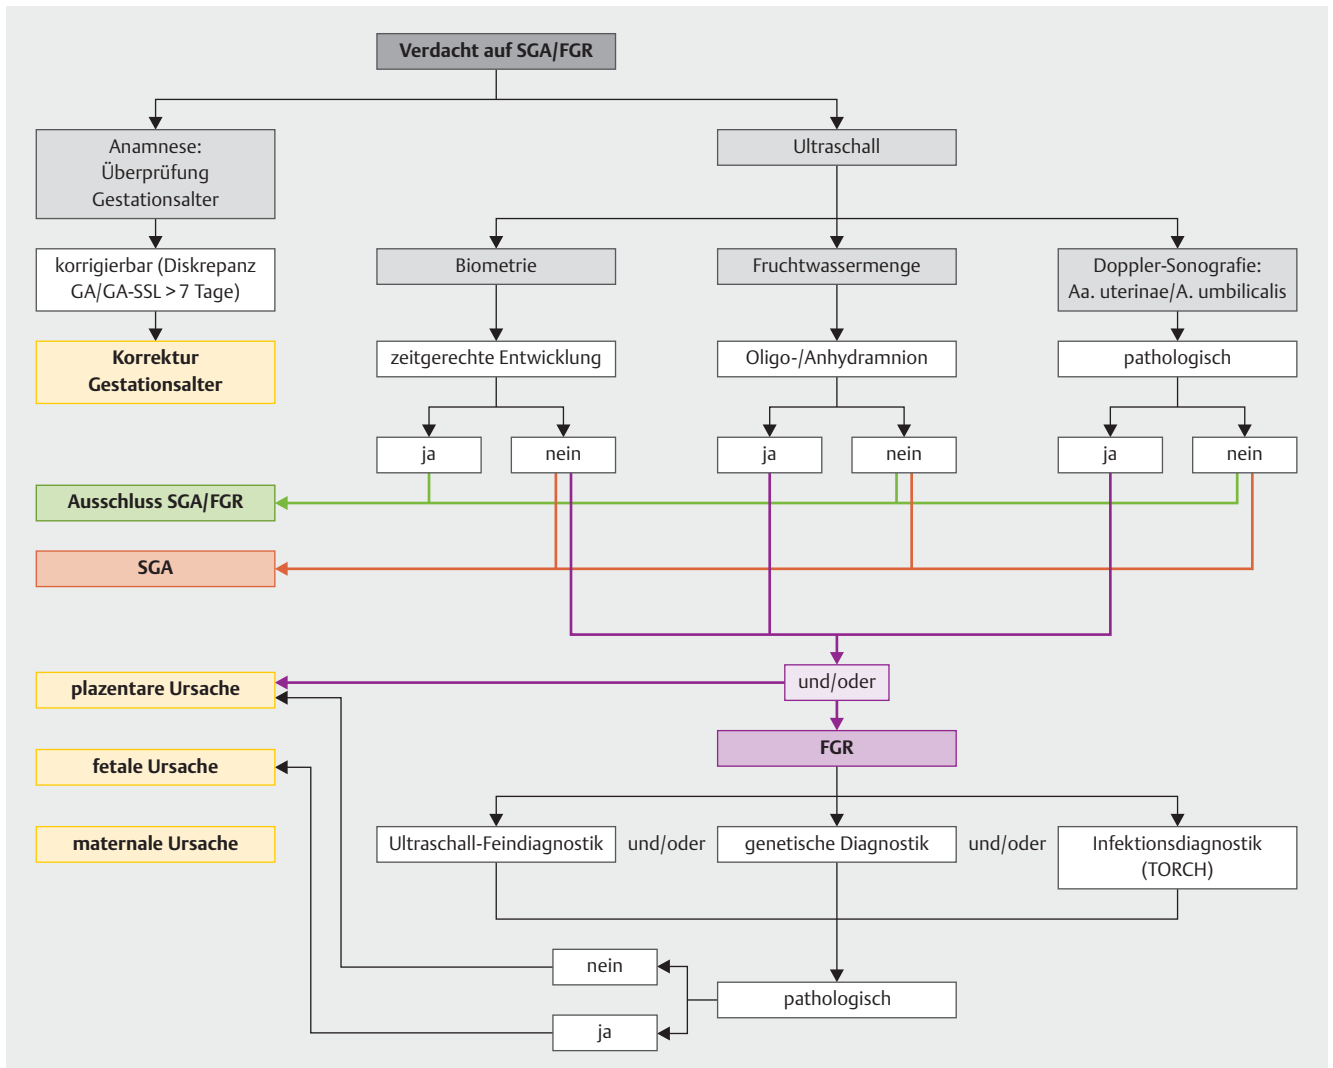 Verdacht auf SGA/FGR
Anamnese:
Überprüfung
Gestationsalter
Ultraschall
korrigierbar (Diskrepanz
GA/GA-SSL > 7 Tage)
Biometrie
Fruchtwassermenge
Doppler-Sonografie:
Aa. uterinae/A. umbilicalis
Korrektur
Gestationsalter
zeitgerechte Entwicklung
Oligo-/Anhydramnion
pathologisch
ja
nein
ja
nein
ja
nein
Ausschluss SGA/FGR
SGA
plazentare Ursache
und/oder
FGR
fetale Ursache
maternale Ursache
Ultraschall-Feindiagnostik
und/oder
genetische Diagnostik
und/oder
Infektionsdiagnostik
(TORCH)
nein
pathologisch
ja